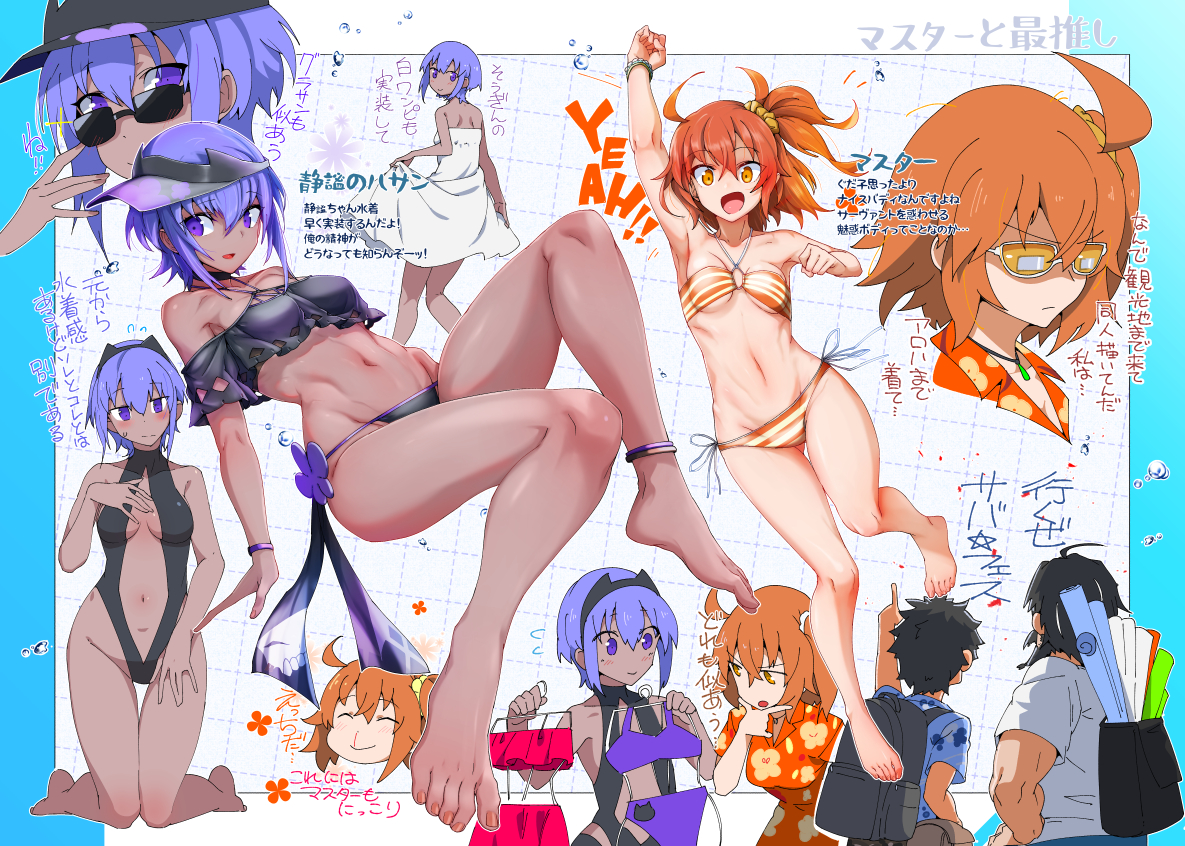 マスターと最推し
グラサンも
似あう
ね!!
そうぎんの
白ワンピも、
実装して
静謐のハサン
静謐ちゃん水着
早く実装するんだよ!
俺の精神が
どうなっても知らんぞーッ!
YEAH!!
マスター
くだ子思ったより
ナイスバディなんですよね
サーヴァントを惑わせる
魅惑ボディってことなのか…
なんで観光地まで来て
同人描いてんだ
私は…
アロハまで
着て…
元から
水着感
あるけどソレとコレとは
別である
行くぜ
サバ☆フェス
どれも似あう…
えっちだ…
これには
マスターも
にっこり